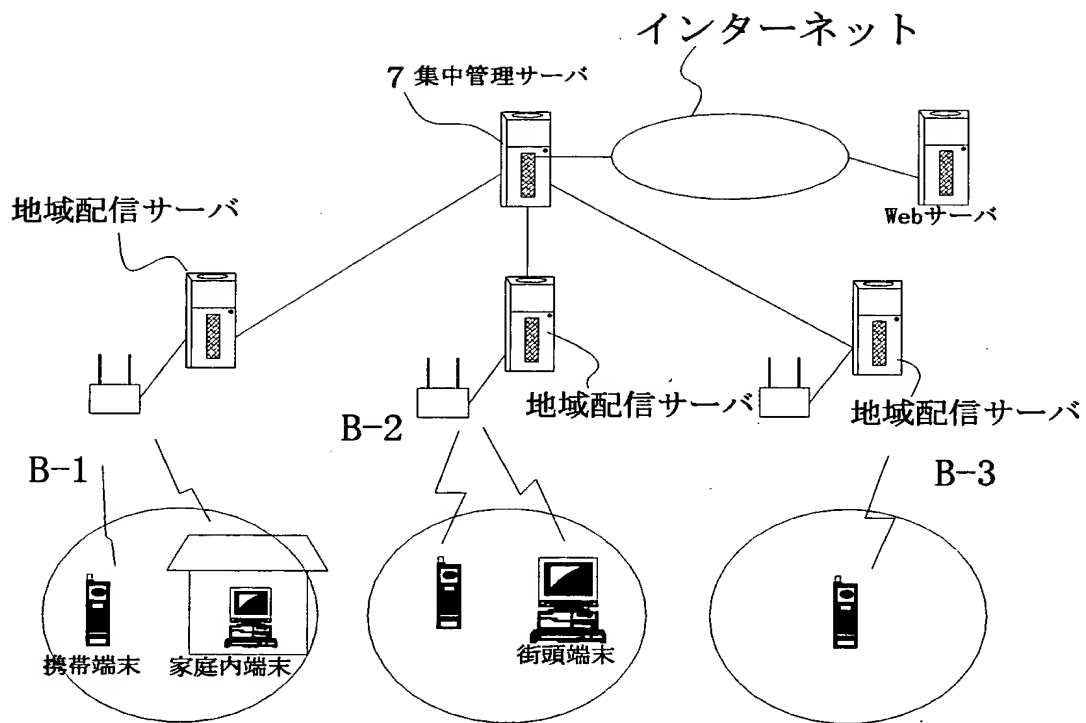 インターネット
7 集中管理サーバ
Webサーバ
地域配信サーバ
地域配信サーバ
地域配信サーバ
B-1
B-2
B-3
携帯端末
家庭内端末
街頭端末